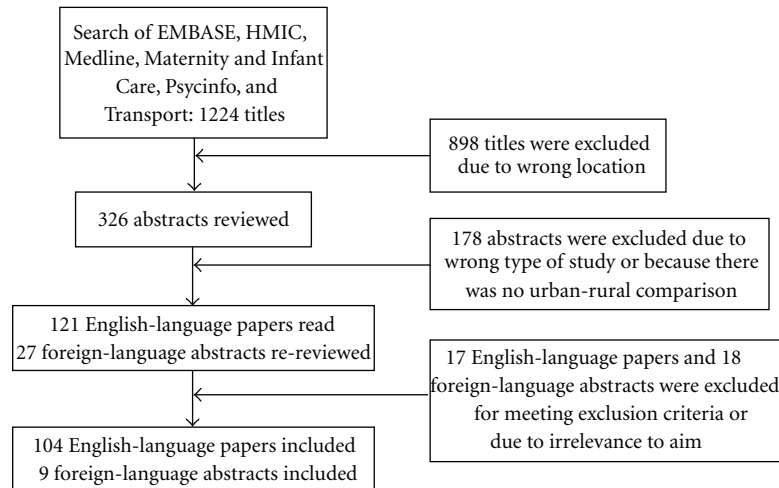 Search of EMBASE, HMIC,
Medline, Maternity and Infant
Care, Psycinfo, and
Transport: 1224 titles
898 titles were excluded
due to wrong location
326 abstracts reviewed
178 abstracts were excluded due to
wrong type of study or because there
was no urban-rural comparison
121 English-language papers read
27 foreign-language abstracts re-reviewed
17 English-language papers and 18
foreign-language abstracts were excluded
for meeting exclusion criteria or
due to irrelevance to aim
104 English-language papers included
9 foreign-language abstracts included